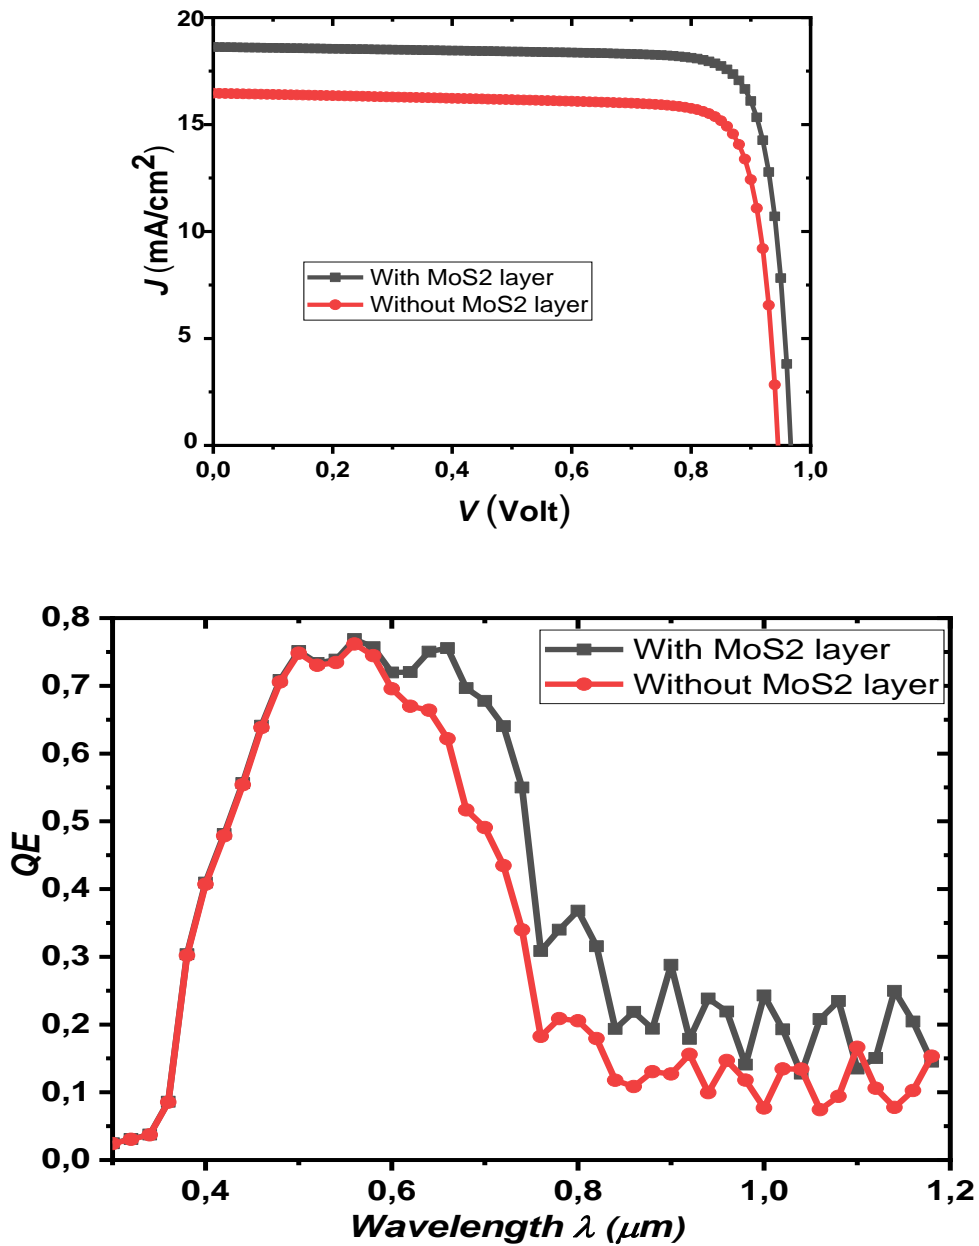 20
15
10
5
0
J (mA/cm²)
With MoS2 layer
Without MoS2 layer
0,0 0,2 0,4 0,6 0,8 1,0
V (Volt)
0,8
0,7
0,6
0,5
0,4
0,3
0,2
0,1
0,0
QE
With MoS2 layer
Without MoS2 layer
0,4 0,6 0,8 1,0 1,2
Wavelength λ (μm)